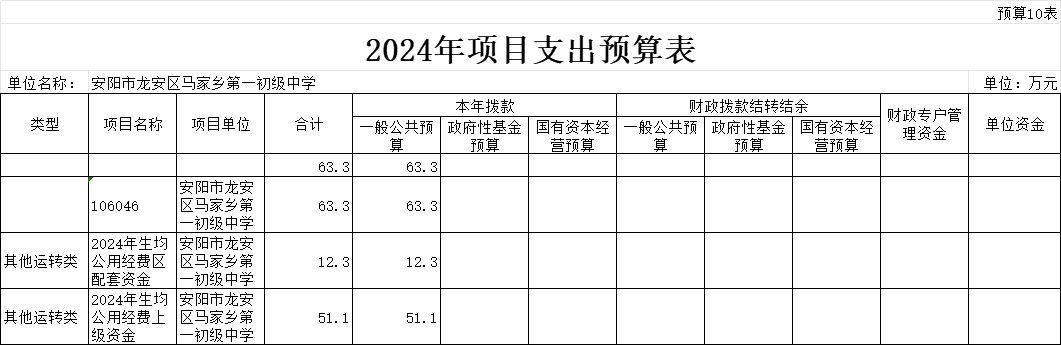 预算10表
2024年项目支出预算表
单位名称： 安阳市龙安区马家乡第一初级中学 单位：万元
类型 项目名称 项目单位 合计 本年拨款 财政拨款结转结余 财政专户管理资金 单位资金
一般公共预算 政府性基金预算 国有资本经营预算 一般公共预算 政府性基金预算 国有资本经营预算
63.3 63.3
106046 安阳市龙安区马家乡第一初级中学 63.3 63.3
其他运转类 2024年生均公用经费区配套资金 安阳市龙安区马家乡第一初级中学 12.3 12.3
其他运转类 2024年生均公用经费上级资金 安阳市龙安区马家乡第一初级中学 51.1 51.1